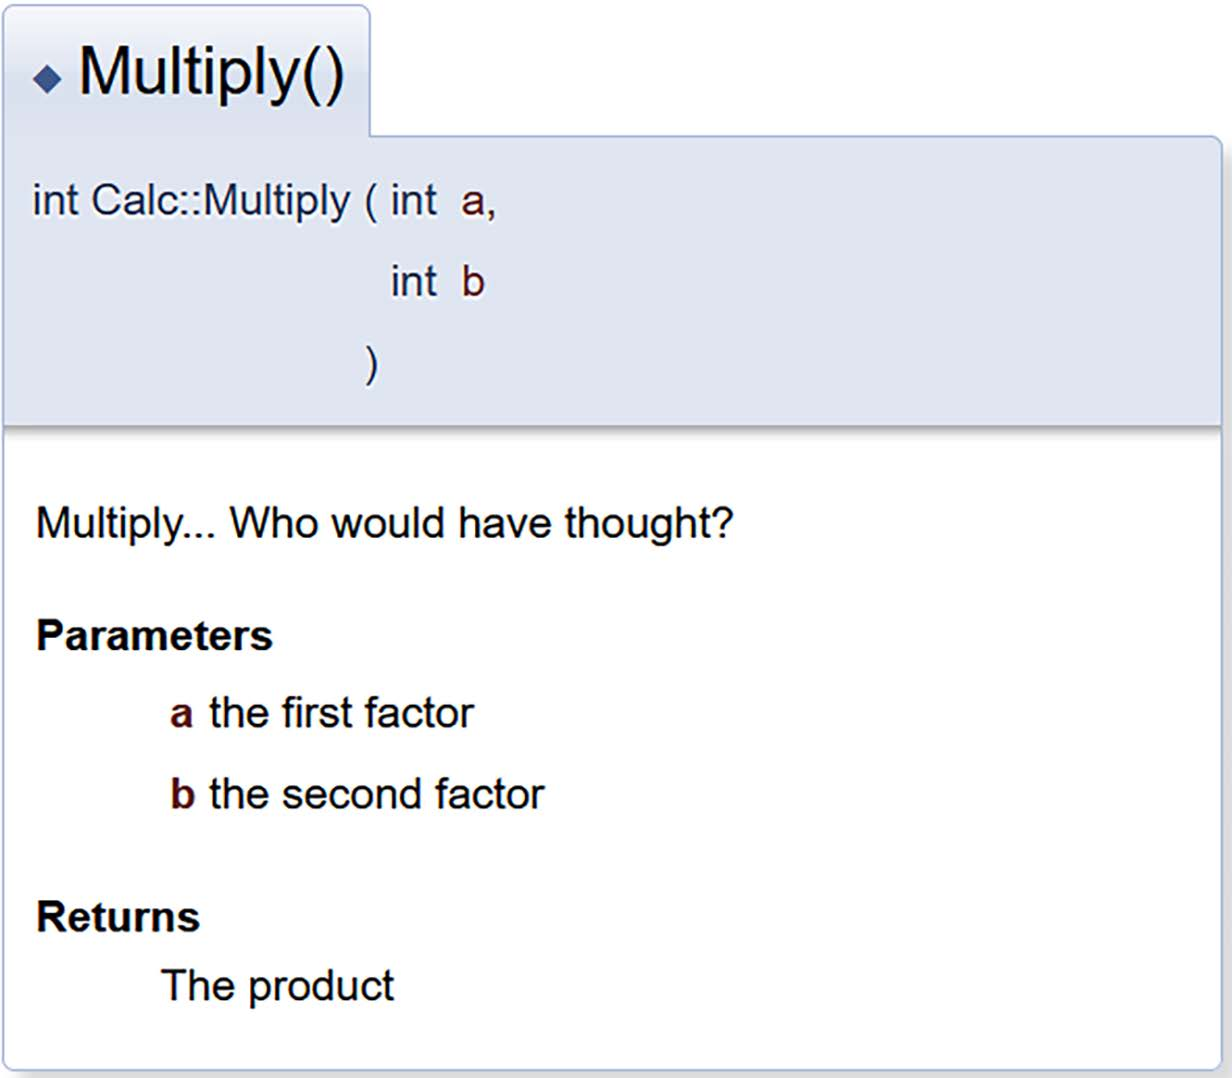 Multiply()
int Calc::Multiply ( int a,
int b
)
Multiply... Who would have thought?
Parameters
a the first factor
b the second factor
Returns
The product